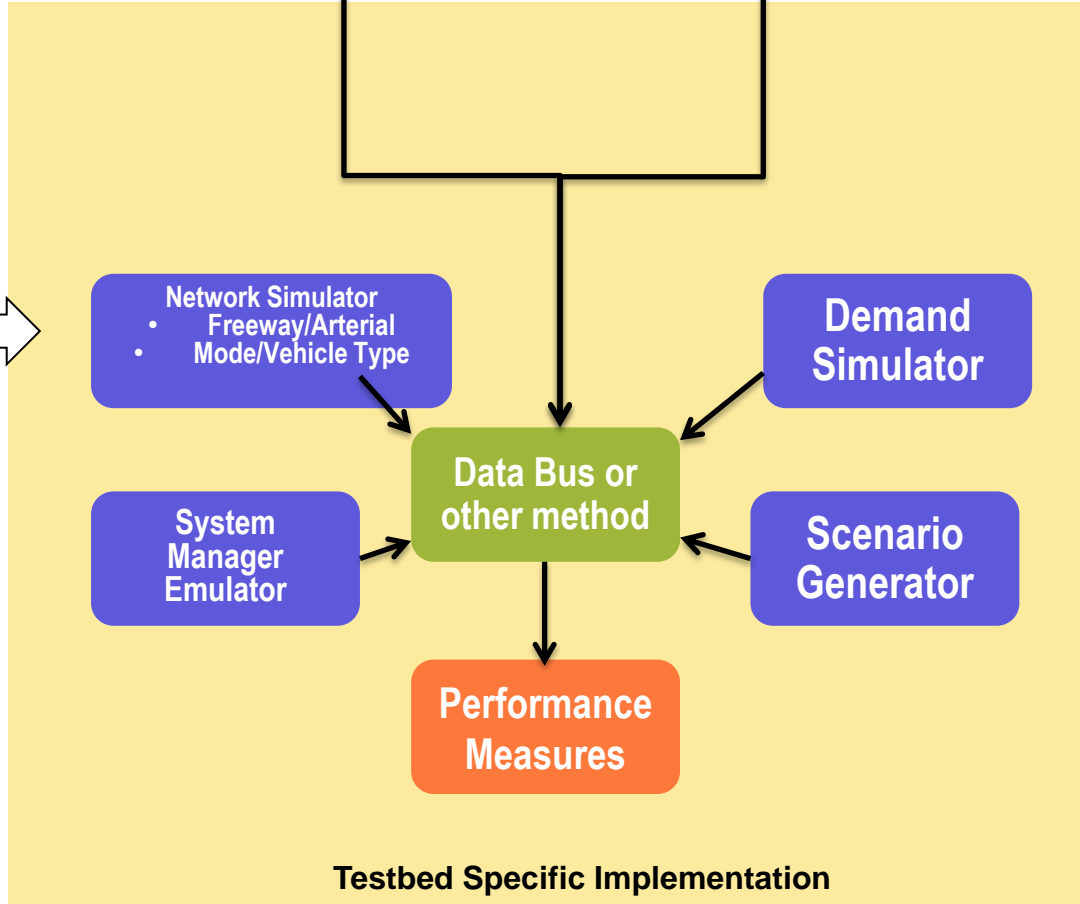 Network Simulator
• Freeway/Arterial
• Mode/Vehicle Type
Demand
Simulator
Data Bus or
other method
System
Manager
Emulator
Scenario
Generator
Performance
Measures
Testbed Specific Implementation